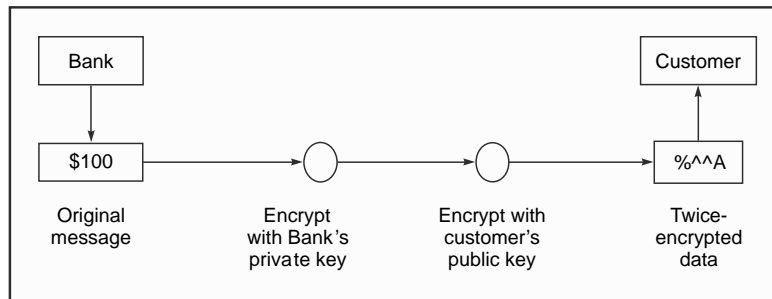 Bank
Customer
$100
%^^A
Original
message
Encrypt
with Bank's
private key
Encrypt with
customer's
public key
Twice-
encrypted
data